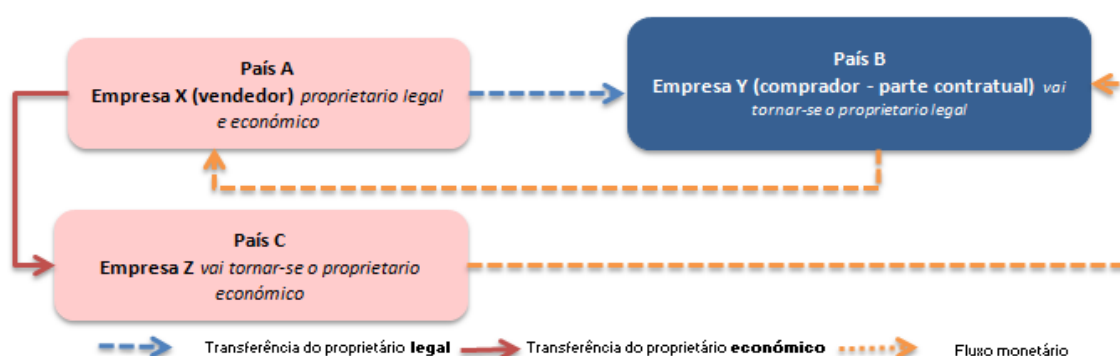 País A
Empresa X (vendedor) proprietario legal
e económico
País B
Empresa Y (comprador - parte contratual) vai
tornar-se o proprietario legal
País C
Empresa Z vai tornar-se o proprietario
económico
Transferência do proprietário legal
Transferência do proprietário económico
Fluxo monetário